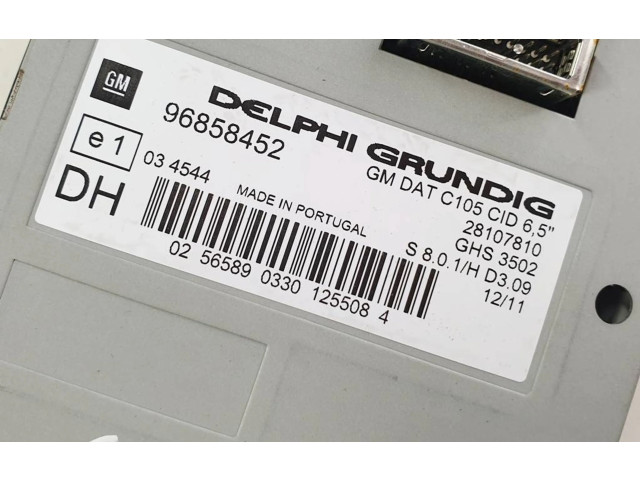 GM
DELPHI GRUNDIG
96858452
GM DAT C105 CID 6,5"
e1
03 4544
28107810
DH
MADE IN PORTUGAL
GHS 3502
S 8.0.1/H D3.09
12/11
02 56589 0330 125508 4